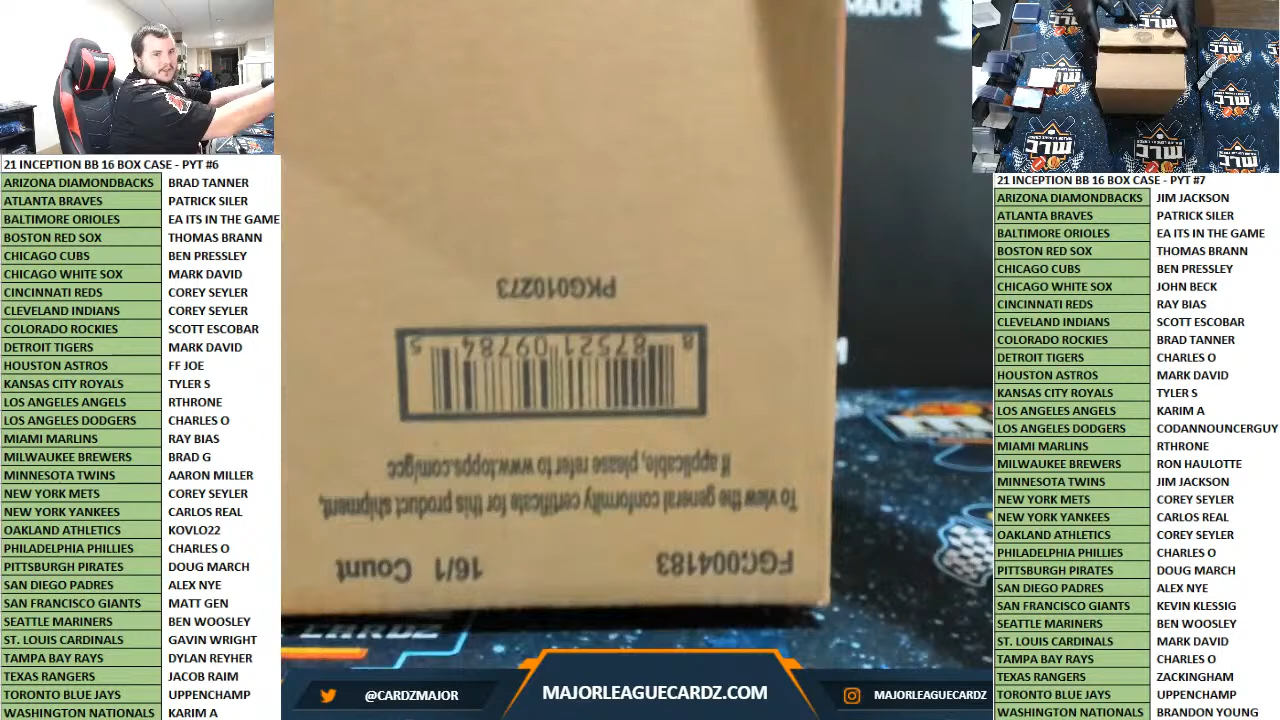 21 INCEPTION BB 16 BOX CASE - PYT #6
ARIZONA DIAMONDBACKS BRAD TANNER
ATLANTA BRAVES PATRICK SILER
BALTIMORE ORIOLES EA ITS IN THE GAME
BOSTON RED SOX THOMAS BRANN
CHICAGO CUBS BEN PRESSLEY
CHICAGO WHITE SOX MARK DAVID
CINCINNATI REDS COREY SEYLER
CLEVELAND INDIANS COREY SEYLER
COLORADO ROCKIES SCOTT ESCOBAR
DETROIT TIGERS MARK DAVID
HOUSTON ASTROS FF JOE
KANSAS CITY ROYALS TYLER S
LOS ANGELES ANGELS RTHRONE
LOS ANGELES DODGERS CHARLES O
MIAMI MARLINS RAY BIAS
MILWAUKEE BREWERS BRAD G
MINNESOTA TWINS AARON MILLER
NEW YORK METS COREY SEYLER
NEW YORK YANKEES CARLOS REAL
OAKLAND ATHLETICS KOVLO22
PHILADELPHIA PHILLIES CHARLES O
PITTSBURGH PIRATES DOUG MARCH
SAN DIEGO PADRES ALEX NYE
SAN FRANCISCO GIANTS MATT GEN
SEATTLE MARINERS BEN WOOSLEY
ST. LOUIS CARDINALS GAVIN WRIGHT
TAMPA BAY RAYS DYLAN REYHER
TEXAS RANGERS JACOB RAIM
TORONTO BLUE JAYS UPPENCHAMP
WASHINGTON NATIONALS KARIM A
MAJOR
FGC004183 16/1 Count
To view the general conformity certificate for this product shipment,
if applicable, please refer to www.topps.com/gcc
8 87521 09784 5
PKG010273
CARDZ
@CARDZMAJOR
MAJORLEAGUECARDZ.COM
MAJORLEAGUECARDZ
21 INCEPTION BB 16 BOX CASE - PYT #7
ARIZONA DIAMONDBACKS JIM JACKSON
ATLANTA BRAVES PATRICK SILER
BALTIMORE ORIOLES EA ITS IN THE GAME
BOSTON RED SOX THOMAS BRANN
CHICAGO CUBS BEN PRESSLEY
CHICAGO WHITE SOX JOHN BECK
CINCINNATI REDS RAY BIAS
CLEVELAND INDIANS SCOTT ESCOBAR
COLORADO ROCKIES BRAD TANNER
DETROIT TIGERS CHARLES O
HOUSTON ASTROS MARK DAVID
KANSAS CITY ROYALS TYLER S
LOS ANGELES ANGELS KARIM A
LOS ANGELES DODGERS CODANNOUNCERGUY
MIAMI MARLINS RTHRONE
MILWAUKEE BREWERS RON HAULOTTE
MINNESOTA TWINS JIM JACKSON
NEW YORK METS COREY SEYLER
NEW YORK YANKEES CARLOS REAL
OAKLAND ATHLETICS COREY SEYLER
PHILADELPHIA PHILLIES CHARLES O
PITTSBURGH PIRATES DOUG MARCH
SAN DIEGO PADRES ALEX NYE
SAN FRANCISCO GIANTS KEVIN KLESSIG
SEATTLE MARINERS BEN WOOSLEY
ST. LOUIS CARDINALS MARK DAVID
TAMPA BAY RAYS CHARLES O
TEXAS RANGERS ZACKINGHAM
TORONTO BLUE JAYS UPPENCHAMP
WASHINGTON NATIONALS BRANDON YOUNG